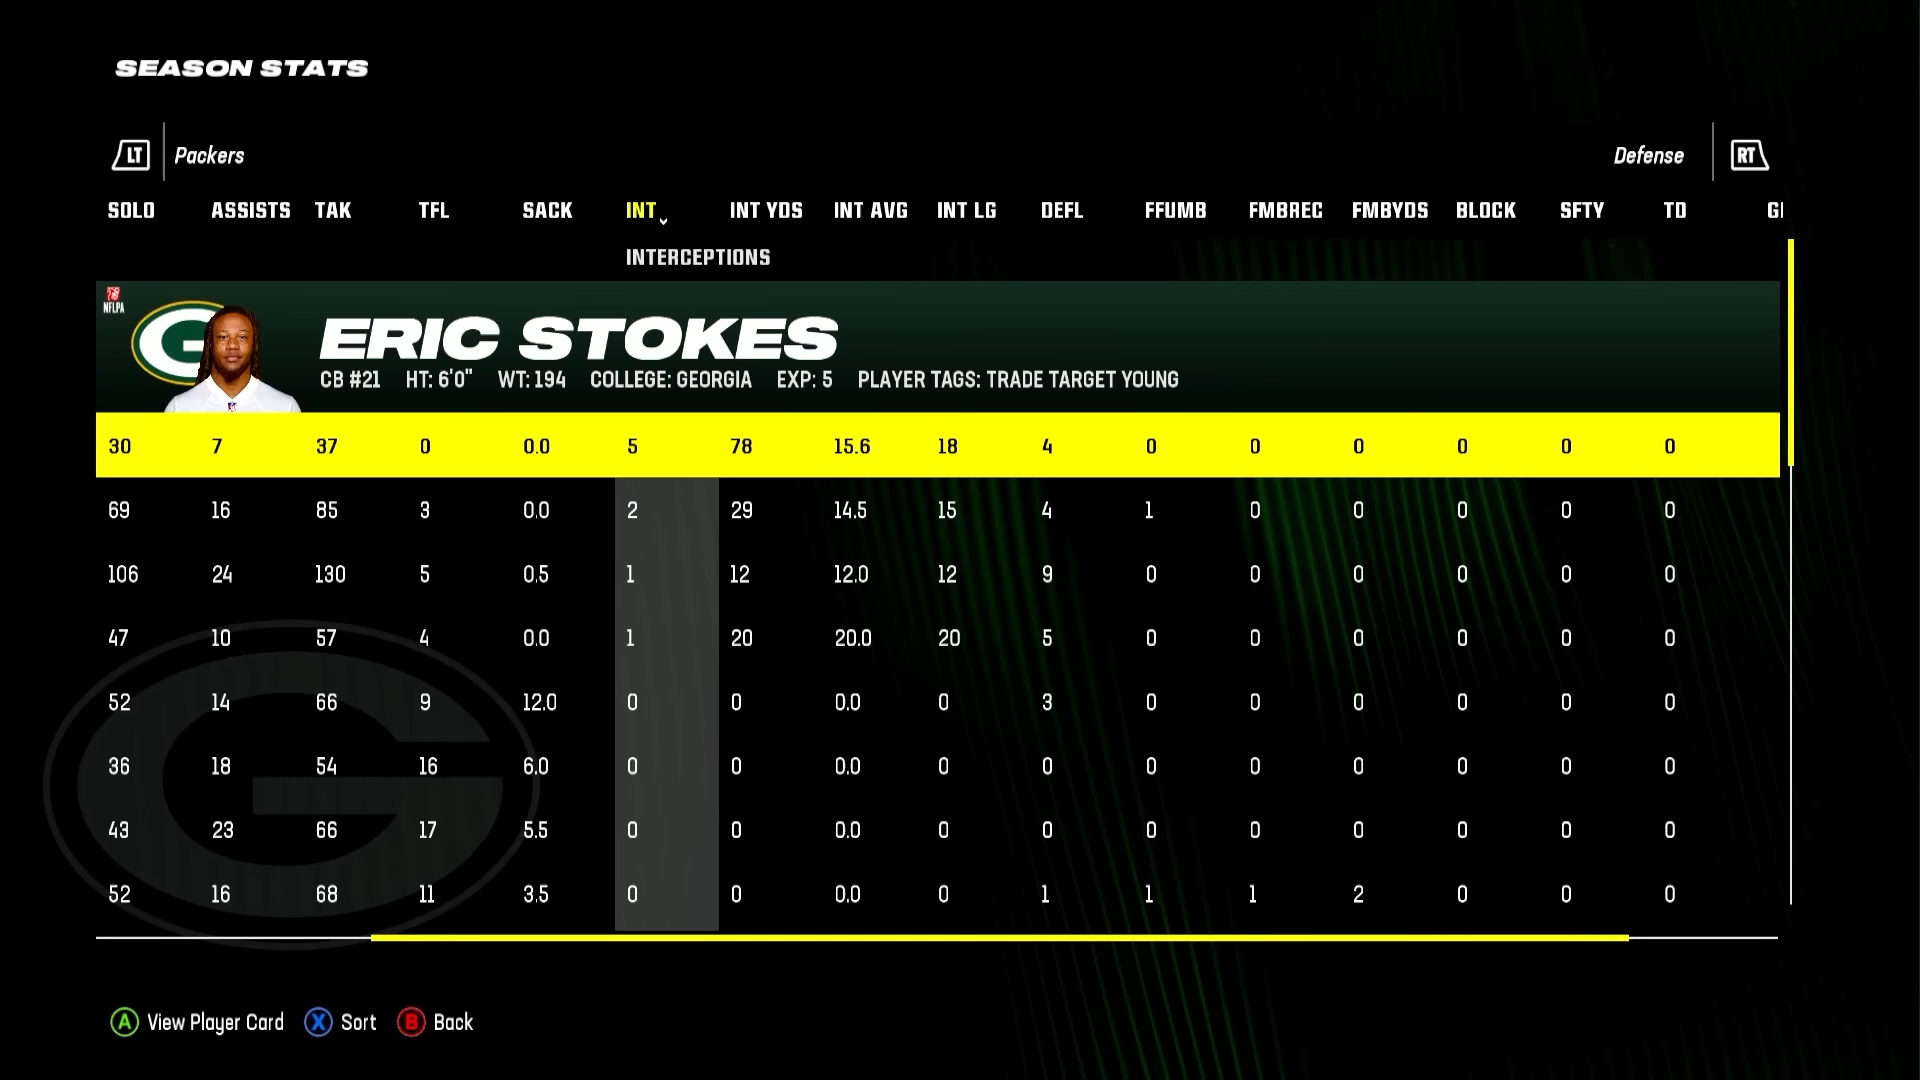 SEASON STATS
LT Packers Defense RT
SOLO ASSISTS TAK TFL SACK INT INT YDS INT AVG INT LG DEFL FFUMB FMBREC FMBYDS BLOCK SFTY TD
INTERCEPTIONS
NFLPA
ERIC STOKES
CB #21 HT: 6'0" WT: 194 COLLEGE: GEORGIA EXP: 5 PLAYER TAGS: TRADE TARGET YOUNG
30 7 37 0 0.0 5 78 15.6 18 4 0 0 0 0 0 0
69 16 85 3 0.0 2 29 14.5 15 4 1 0 0 0 0 0
106 24 130 5 0.5 1 12 12.0 12 9 0 0 0 0 0 0
47 10 57 4 0.0 1 20 20.0 20 5 0 0 0 0 0 0
52 14 66 9 12.0 0 0 0.0 0 3 0 0 0 0 0 0
36 18 54 16 6.0 0 0 0.0 0 0 0 0 0 0 0 0
43 23 66 17 5.5 0 0 0.0 0 0 0 0 0 0 0 0
52 16 68 11 3.5 0 0 0.0 0 1 1 1 2 0 0 0
A View Player Card X Sort B Back